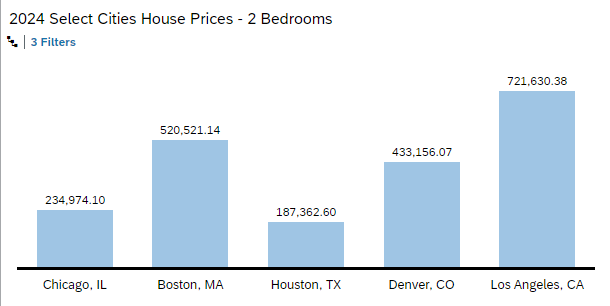 2024 Select Cities House Prices - 2 Bedrooms
3 Filters
721,630.38
520,521.14
433,156.07
234,974.10
187,362.60
Chicago, IL
Boston, MA
Houston, TX
Denver, CO
Los Angeles, CA